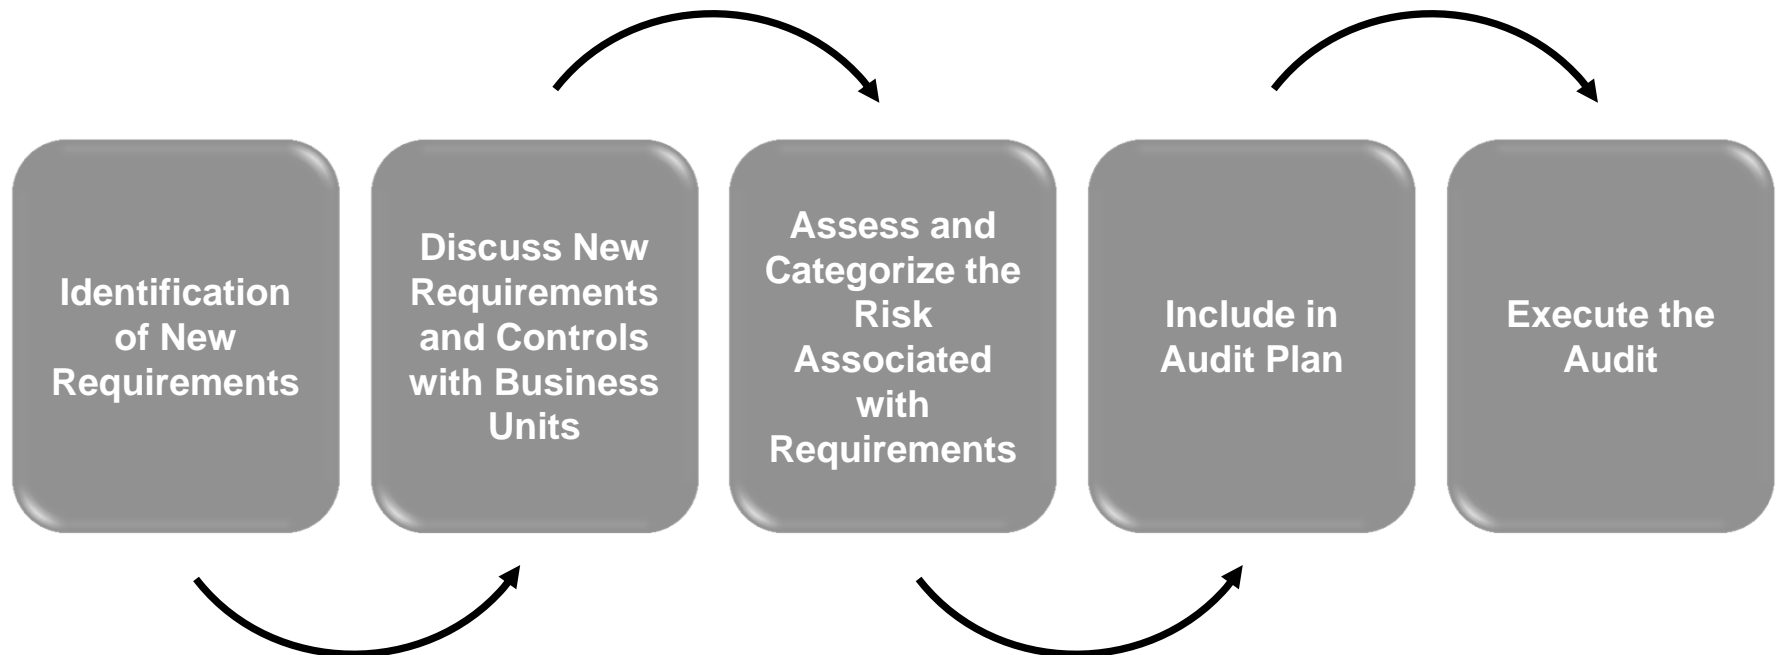 Identification
of New
Requirements
Discuss New
Requirements
and Controls
with Business
Units
Assess and
Categorize the
Risk
Associated
with
Requirements
Include in
Audit Plan
Execute the
Audit